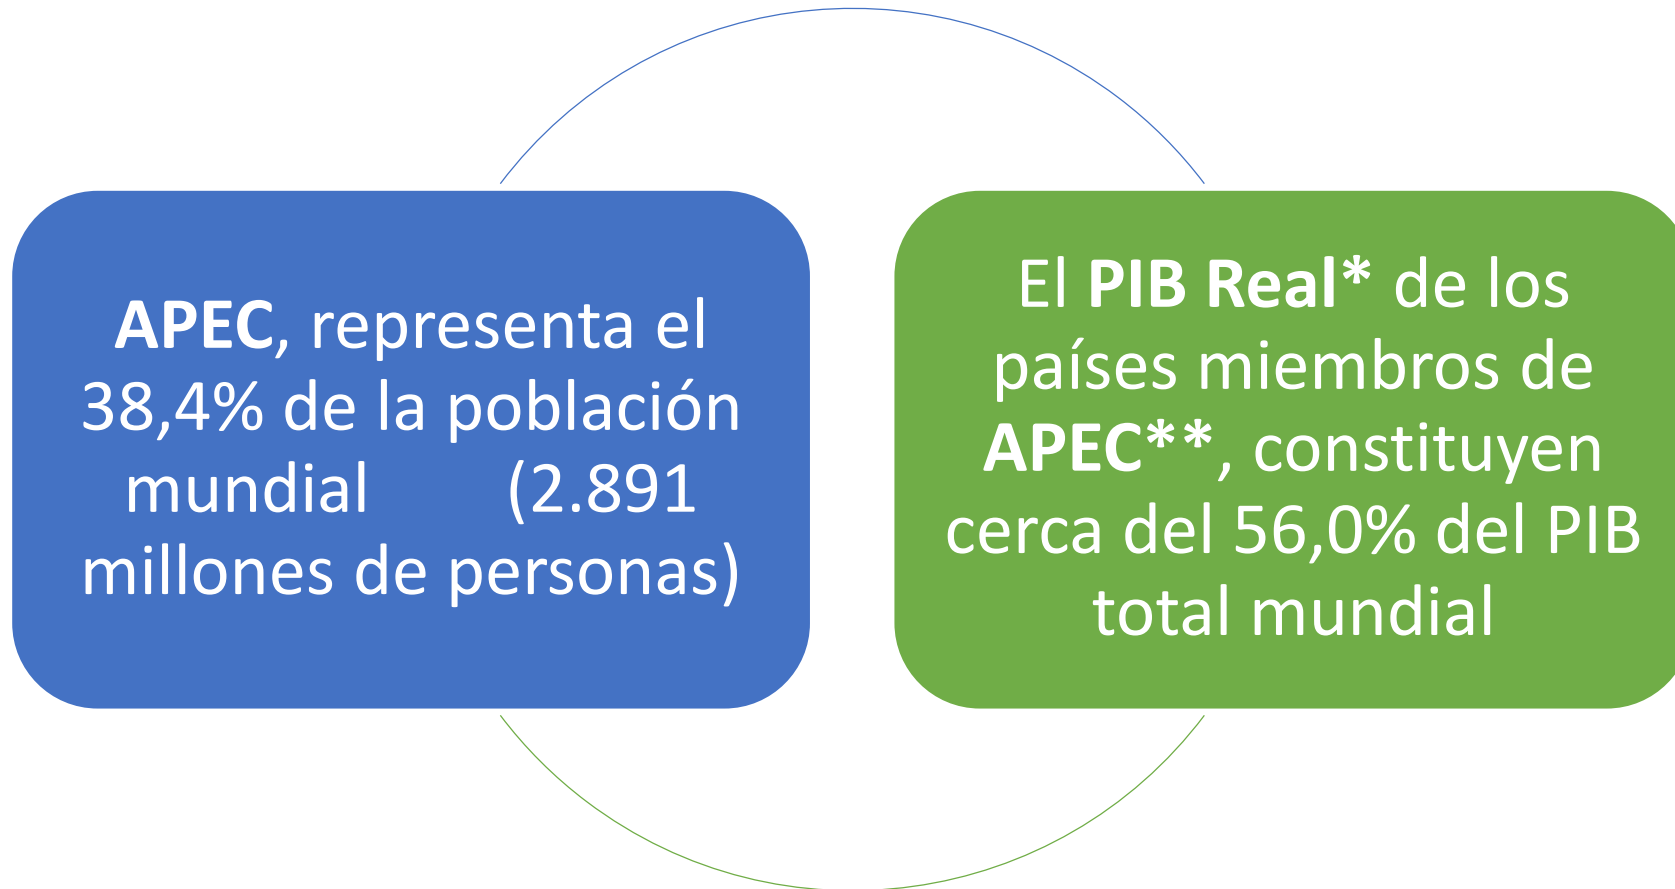 APEC, representa el
38,4% de la población
mundial (2.891
millones de personas)
El PIB Real* de los
países miembros de
APEC**, constituyen
cerca del 56,0% del PIB
total mundial